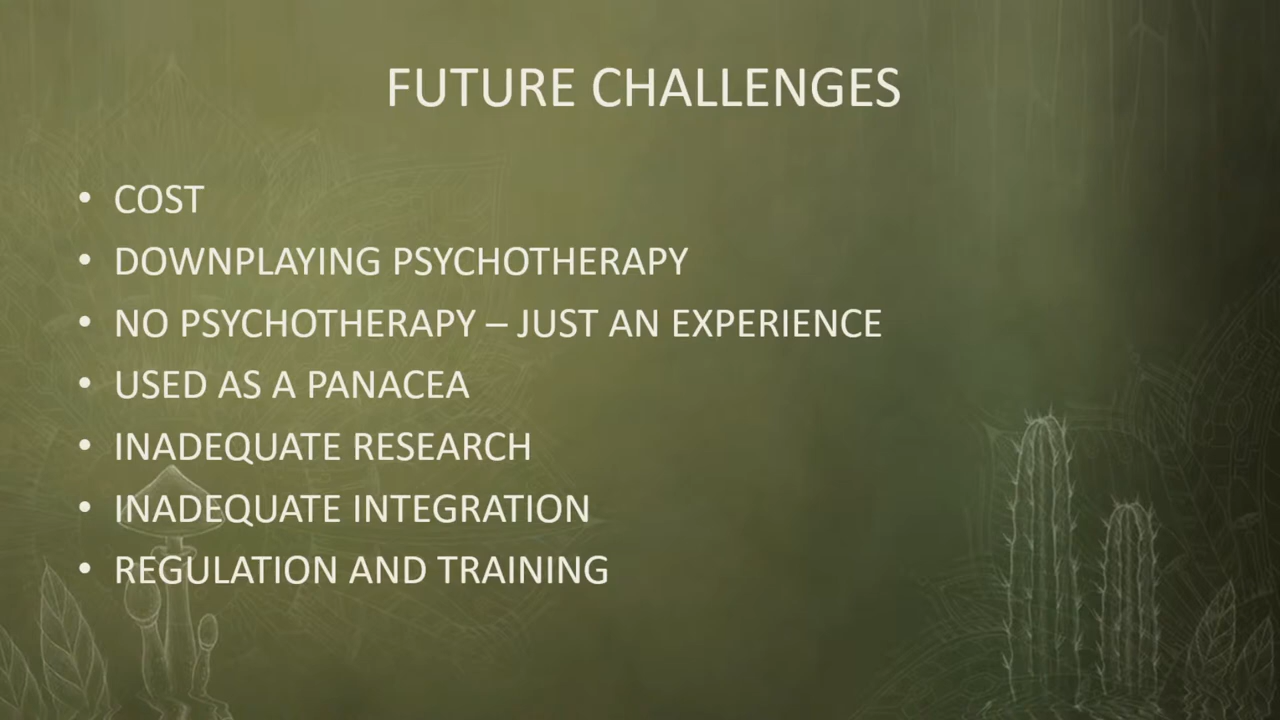 FUTURE CHALLENGES
• COST
• DOWNPLAYING PSYCHOTHERAPY
• NO PSYCHOTHERAPY – JUST AN EXPERIENCE
• USED AS A PANACEA
• INADEQUATE RESEARCH
• INADEQUATE INTEGRATION
• REGULATION AND TRAINING